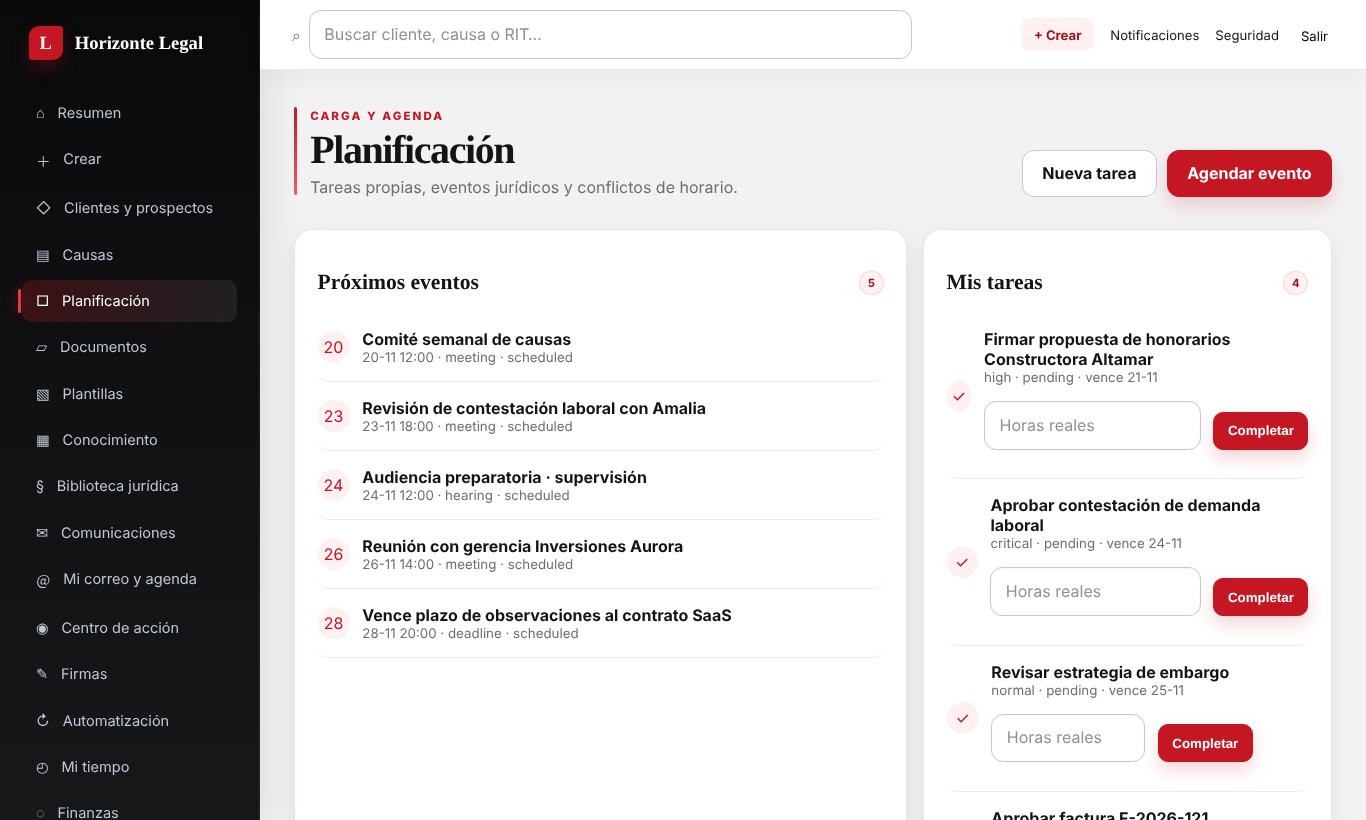 L Horizonte Legal
Resumen
Crear
Clientes y prospectos
Causas
Planificación
Documentos
Plantillas
Conocimiento
§ Biblioteca jurídica
Comunicaciones
@ Mi correo y agenda
Centro de acción
Firmas
Automatización
Mi tiempo
Finanzas
Buscar cliente, causa o RIT...
+ Crear
Notificaciones
Seguridad
Salir
CARGA Y AGENDA
Planificación
Tareas propias, eventos jurídicos y conflictos de horario.
Nueva tarea
Agendar evento
Próximos eventos
5
20
Comité semanal de causas
20-11 12:00 · meeting · scheduled
23
Revisión de contestación laboral con Amalia
23-11 18:00 · meeting · scheduled
24
Audiencia preparatoria · supervisión
24-11 12:00 · hearing · scheduled
26
Reunión con gerencia Inversiones Aurora
26-11 14:00 · meeting · scheduled
28
Vence plazo de observaciones al contrato SaaS
28-11 20:00 · deadline · scheduled
Mis tareas
4
Firmar propuesta de honorarios
Constructora Altamar
high · pending · vence 21-11
Horas reales
Completar
Aprobar contestación de demanda
laboral
critical · pending · vence 24-11
Horas reales
Completar
Revisar estrategia de embargo
normal · pending · vence 25-11
Horas reales
Completar
Aprobar factura F-2026-121